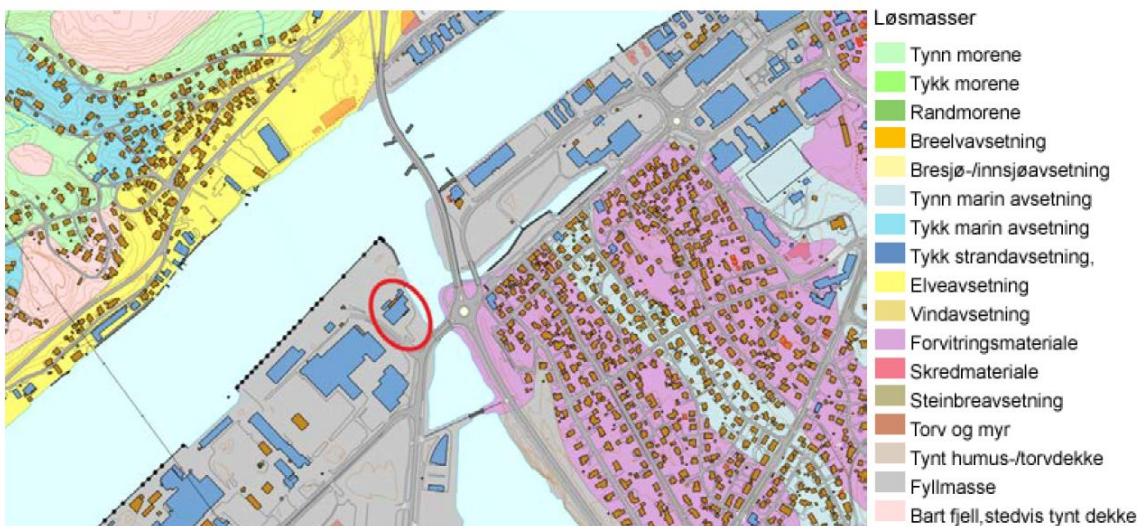 Løsmasser
Tynn morene
Tykk morene
Randmorene
Breelvavsetning
Bresjø-/innsjøavsetning
Tynn marin avsetning
Tykk marin avsetning
Tykk strandavsetning,
Elveavsetning
Vindavsetning
Forvitringsmateriale
Skredmateriale
Steinbreavsetning
Torv og myr
Tynt humus-/torvdekke
Fyllmasse
Bart fjell,stedvis tynt dekke